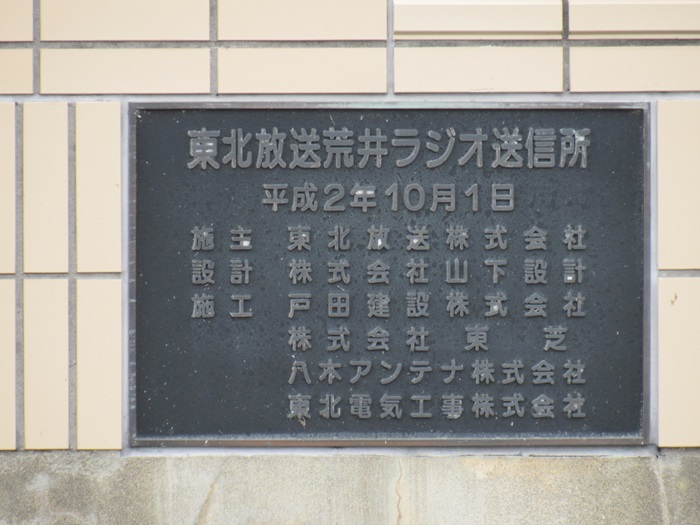 東北放送荒井ラジオ送信所
平成2年10月1日
施主 東北放送株式会社
設計 株式会社山下設計
施工 戸田建設株式会社
株式会社 東芝
八木アンテナ株式会社
東北電気工事株式会社